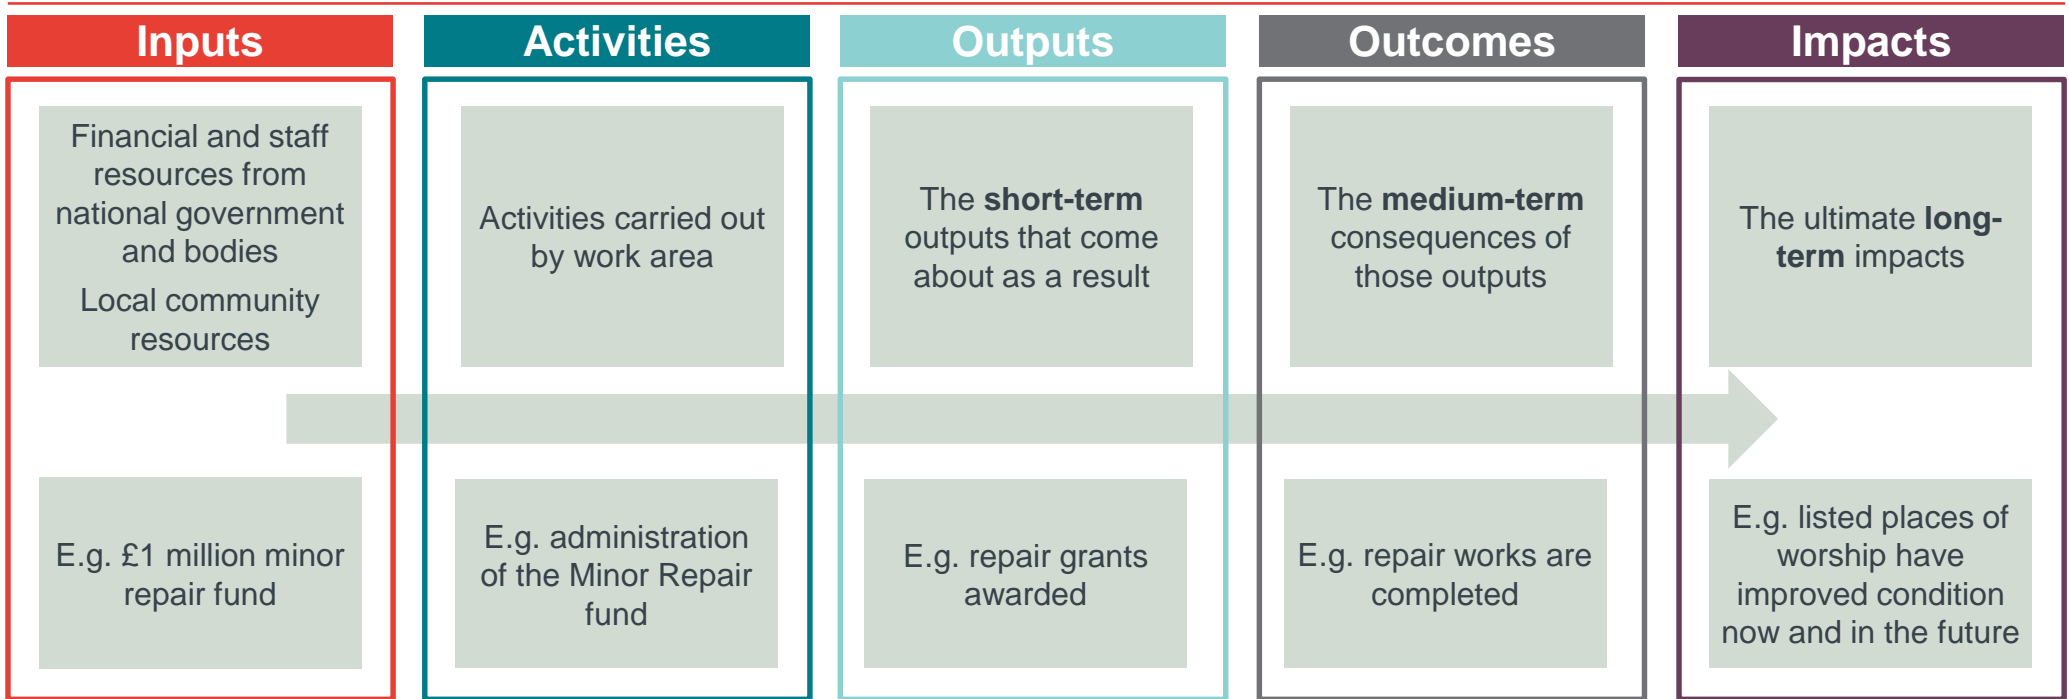 Inputs
Activities
Outputs
Outcomes
Impacts
Financial and staff
resources from
national government
and bodies
Local community
resources
Activities carried out
by work area
The short-term
outputs that come
about as a result
The medium-term
consequences of
those outputs
The ultimate long-
term impacts
E.g. £1 million minor
repair fund
E.g. administration
of the Minor Repair
fund
E.g. repair grants
awarded
E.g. repair works are
completed
E.g. listed places of
worship have
improved condition
now and in the future